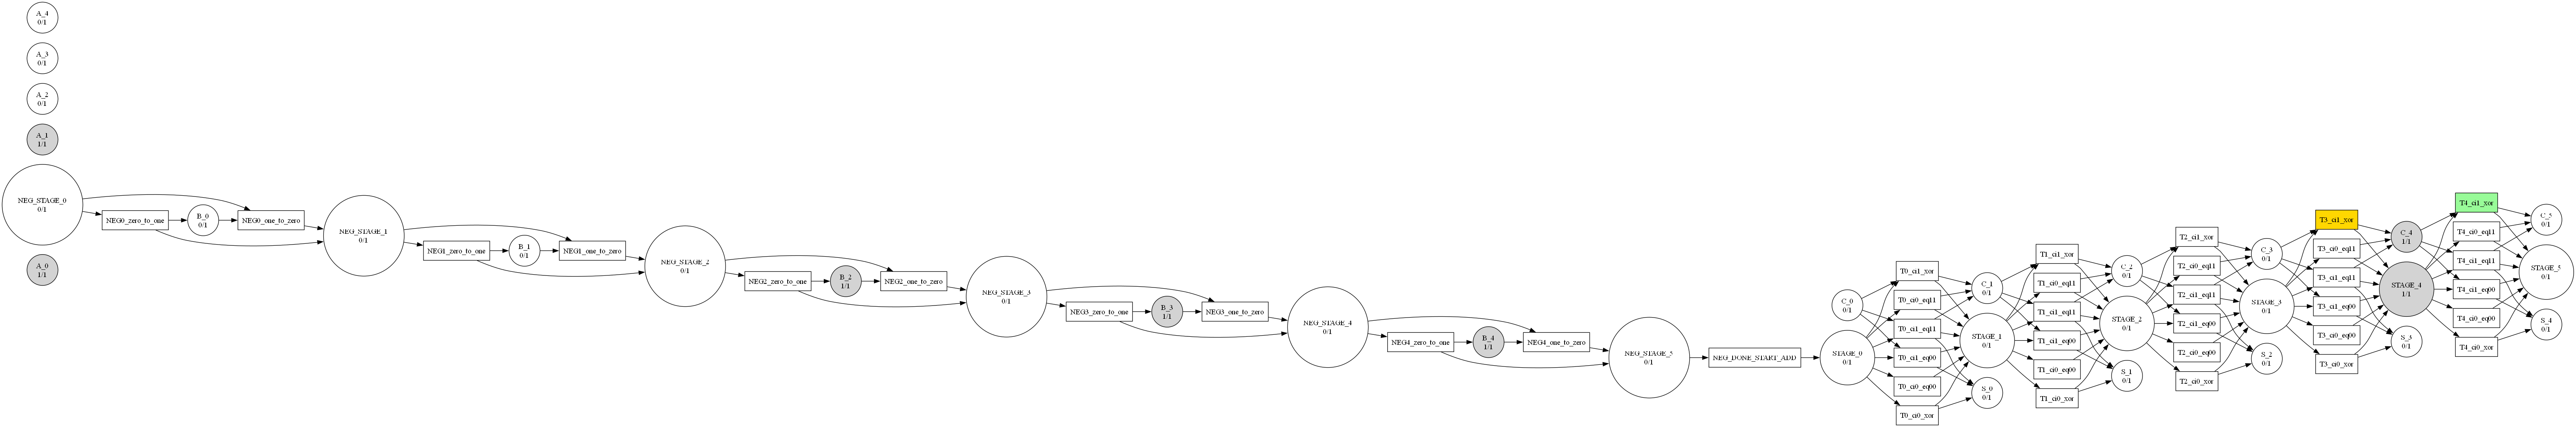 A_4
0/1
A_3
0/1
A_2
0/1
A_1
1/1
NEG_STAGE_0
0/1
A_0
1/1
NEG0_zero_to_one
B_0
0/1
NEG0_one_to_zero
NEG_STAGE_1
0/1
NEG1_zero_to_one
B_1
0/1
NEG1_one_to_zero
NEG_STAGE_2
0/1
NEG2_zero_to_one
B_2
1/1
NEG2_one_to_zero
NEG_STAGE_3
0/1
NEG3_zero_to_one
B_3
1/1
NEG3_one_to_zero
NEG_STAGE_4
0/1
NEG4_zero_to_one
B_4
1/1
NEG4_one_to_zero
NEG_STAGE_5
0/1
NEG_DONE_START_ADD
C_0
0/1
STAGE_0
0/1
T0_ci1_xor
T0_ci0_eq11
T0_ci1_eq11
T0_ci1_eq00
T0_ci0_eq00
T0_ci0_xor
C_1
0/1
STAGE_1
0/1
S_0
0/1
T1_ci1_xor
T1_ci0_eq11
T1_ci1_eq11
T1_ci1_eq00
T1_ci0_eq00
T1_ci0_xor
C_2
0/1
STAGE_2
0/1
S_1
0/1
T2_ci1_xor
T2_ci0_eq11
T2_ci1_eq11
T2_ci1_eq00
T2_ci0_eq00
T2_ci0_xor
C_3
0/1
STAGE_3
0/1
S_2
0/1
T3_ci1_xor
T3_ci0_eq11
T3_ci1_eq11
T3_ci1_eq00
T3_ci0_eq00
T3_ci0_xor
C_4
1/1
STAGE_4
1/1
S_3
0/1
T4_ci1_xor
T4_ci0_eq11
T4_ci1_eq11
T4_ci1_eq00
T4_ci0_eq00
T4_ci0_xor
C_5
0/1
STAGE_5
0/1
S_4
0/1